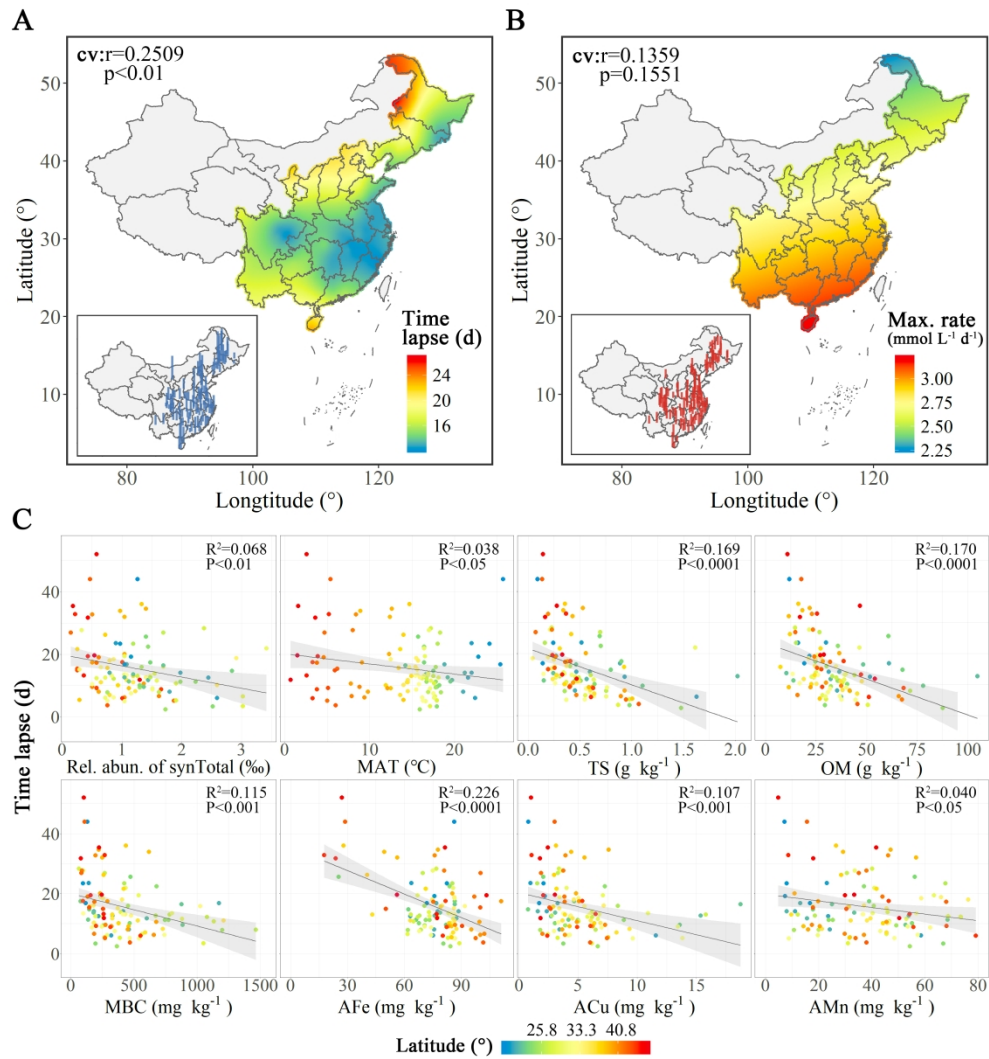 A
cv:r=0.2509
p<0.01
50
40
30
20
10
Latitude (°)
80
100
120
Longtitude (°)
Time
lapse (d)
24
20
16
B
cv:r=0.1359
p=0.1551
50
40
30
20
10
Latitude (°)
80
100
120
Longtitude (°)
Max. rate
(mmol L⁻¹ d⁻¹)
3.00
2.75
2.50
2.25
C
Time lapse (d)
40
20
0
R²=0.068
P<0.01
0 1 2 3
Rel. abun. of synTotal (‰)
R²=0.038
P<0.05
0 10 20
MAT (°C)
R²=0.169
P<0.0001
0.0 0.5 1.0 1.5 2.0
TS (g kg⁻¹)
R²=0.170
P<0.0001
0 25 50 75 100
OM (g kg⁻¹)
40
20
0
R²=0.115
P<0.001
0 500 1000 1500
MBC (mg kg⁻¹)
R²=0.226
P<0.0001
0 30 60 90
AFe (mg kg⁻¹)
R²=0.107
P<0.001
0 5 10 15
ACu (mg kg⁻¹)
R²=0.040
P<0.05
0 20 40 60 80
AMn (mg kg⁻¹)
Latitude (°)
25.8 33.3 40.8